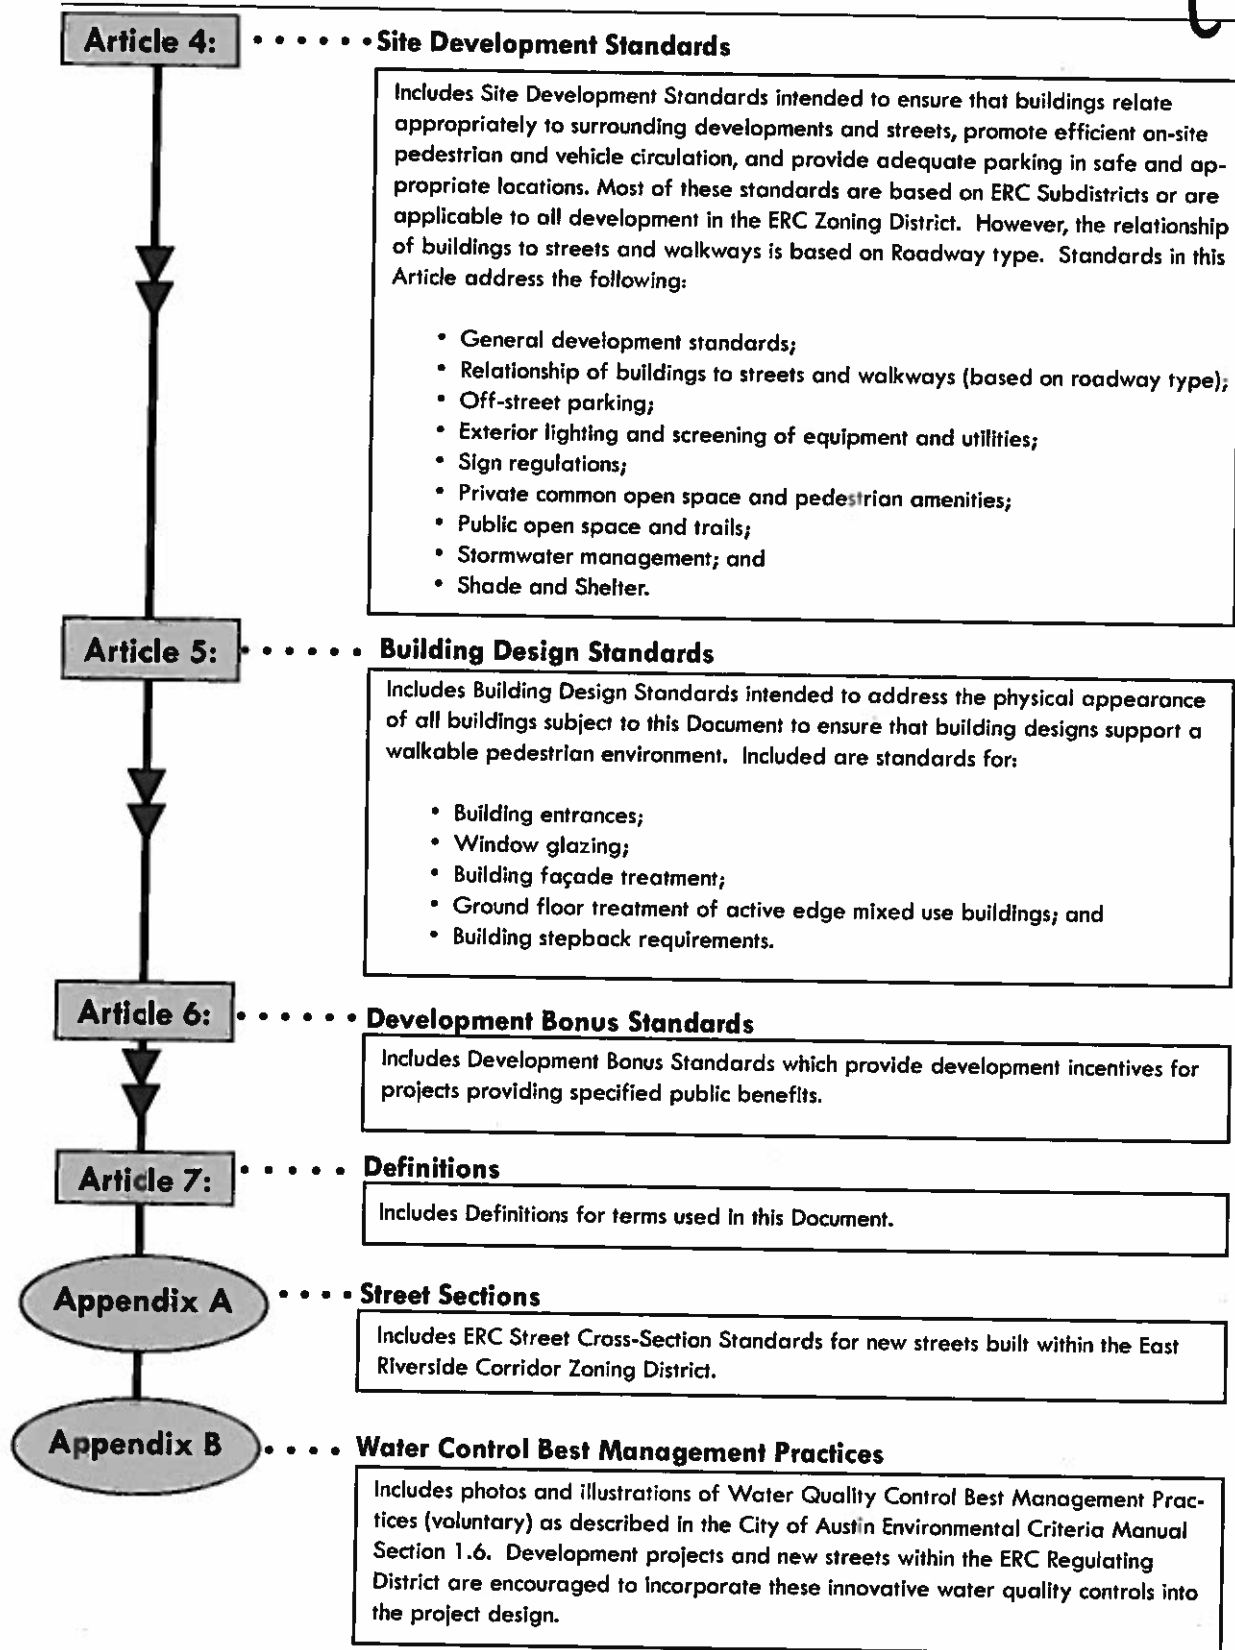 Article 4: • • • • • • Site Development Standards
Includes Site Development Standards intended to ensure that buildings relate
appropriately to surrounding developments and streets, promote efficient on-site
pedestrian and vehicle circulation, and provide adequate parking in safe and ap-
propriate locations. Most of these standards are based on ERC Subdistricts or are
applicable to all development in the ERC Zoning District. However, the relationship
of buildings to streets and walkways is based on Roadway type. Standards in this
Article address the following:
• General development standards;
• Relationship of buildings to streets and walkways (based on roadway type);
• Off-street parking;
• Exterior lighting and screening of equipment and utilities;
• Sign regulations;
• Private common open space and pedestrian amenities;
• Public open space and trails;
• Stormwater management; and
• Shade and Shelter.
Article 5: • • • • • • Building Design Standards
Includes Building Design Standards intended to address the physical appearance
of all buildings subject to this Document to ensure that building designs support a
walkable pedestrian environment. Included are standards for:
• Building entrances;
• Window glazing;
• Building façade treatment;
• Ground floor treatment of active edge mixed use buildings; and
• Building stepback requirements.
Article 6: • • • • • • Development Bonus Standards
Includes Development Bonus Standards which provide development incentives for
projects providing specified public benefits.
Article 7: • • • • • Definitions
Includes Definitions for terms used in this Document.
Appendix A • • • • Street Sections
Includes ERC Street Cross-Section Standards for new streets built within the East
Riverside Corridor Zoning District.
Appendix B • • • • Water Control Best Management Practices
Includes photos and illustrations of Water Quality Control Best Management Prac-
tices (voluntary) as described in the City of Austin Environmental Criteria Manual
Section 1.6. Development projects and new streets within the ERC Regulating
District are encouraged to incorporate these innovative water quality controls into
the project design.